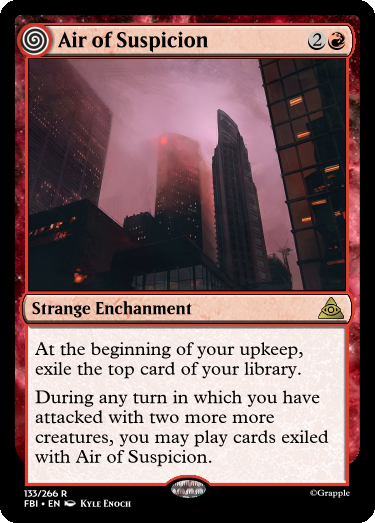 Air of Suspicion 2
Strange Enchanment
At the beginning of your upkeep,
exile the top card of your library.
During any turn in which you have
attacked with two more more
creatures, you may play cards exiled
with Air of Suspicion.
133/266 R
©Grapple
FBI • EN Kyle Enoch